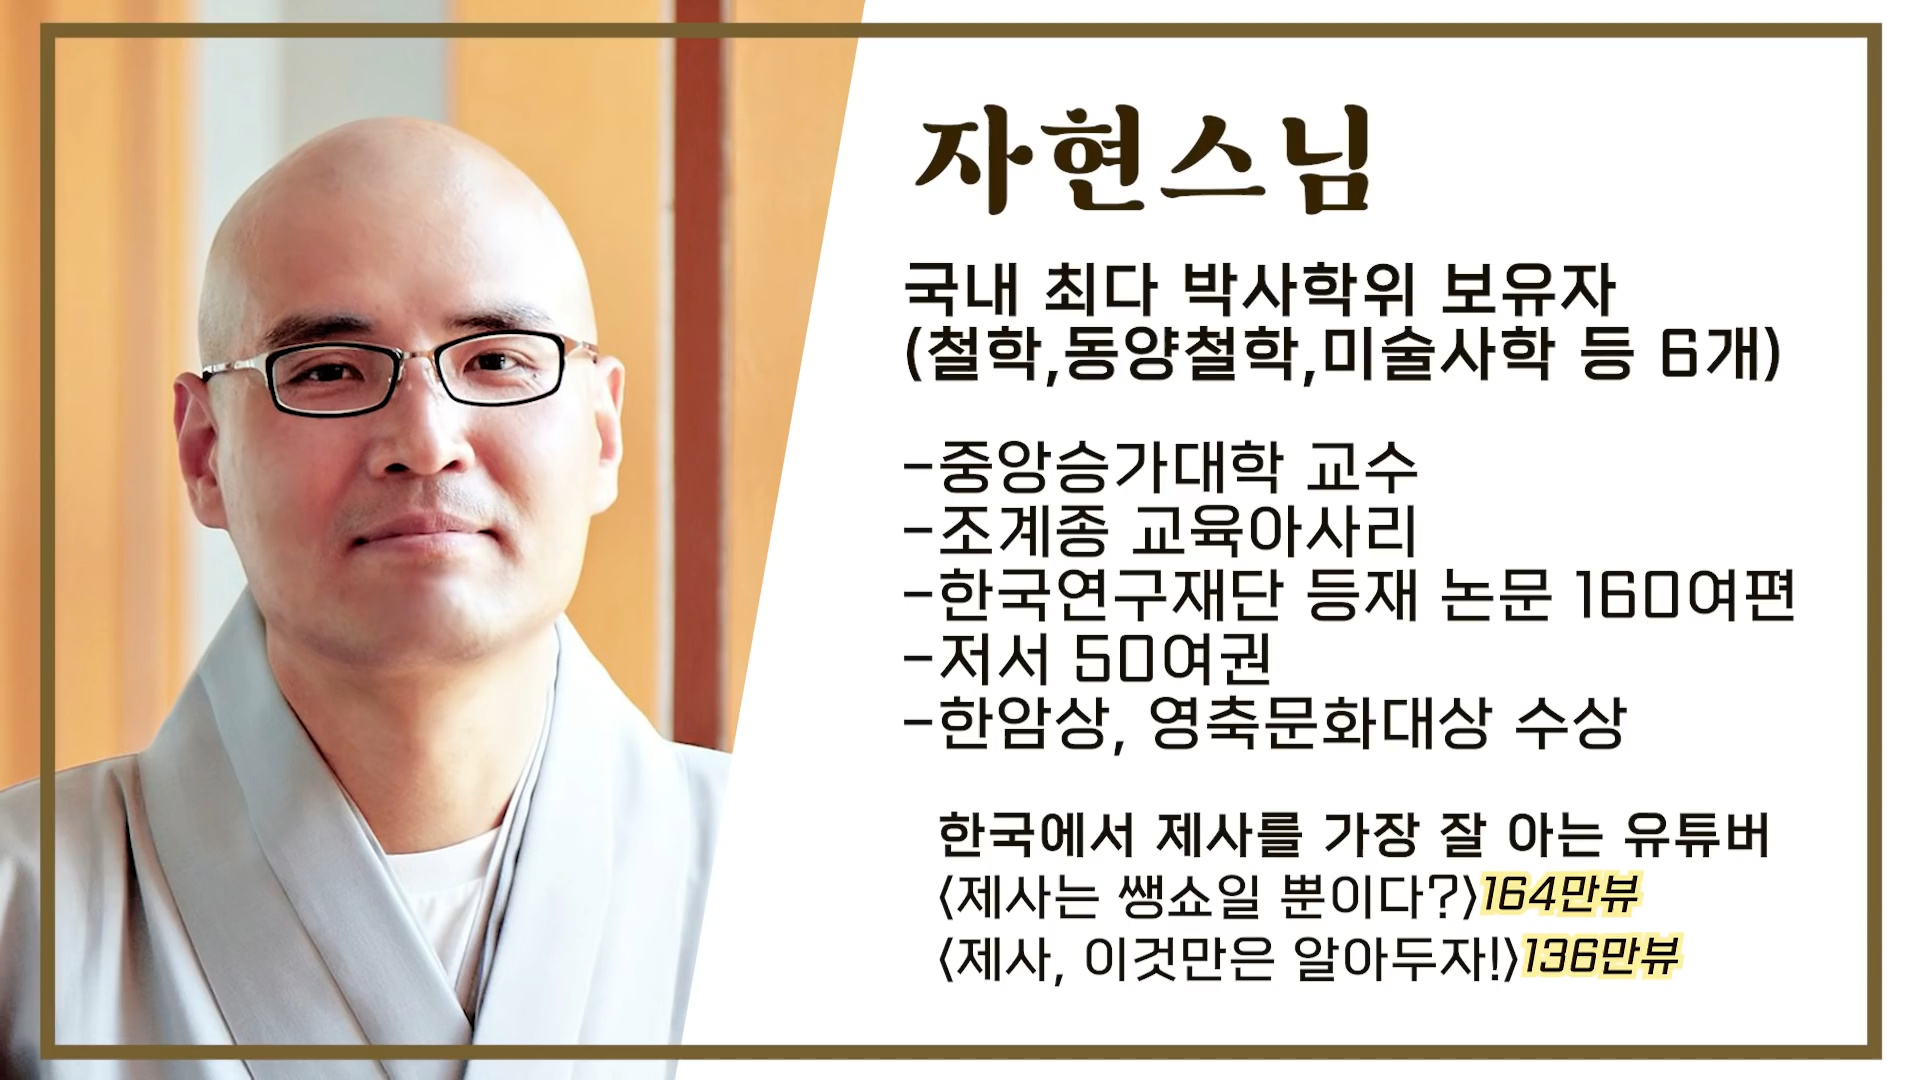 자현스님
국내 최다 박사학위 보유자
(철학,동양철학,미술사학 등 6개)
-중앙승가대학 교수
-조계종 교육아사리
-한국연구재단 등재 논문 160여편
-저서 50여권
-한암상, 영축문화대상 수상
한국에서 제사를 가장 잘 아는 유튜버
<제사는 쌩쇼일 뿐이다?>164만뷰
<제사, 이것만은 알아두자!>136만뷰